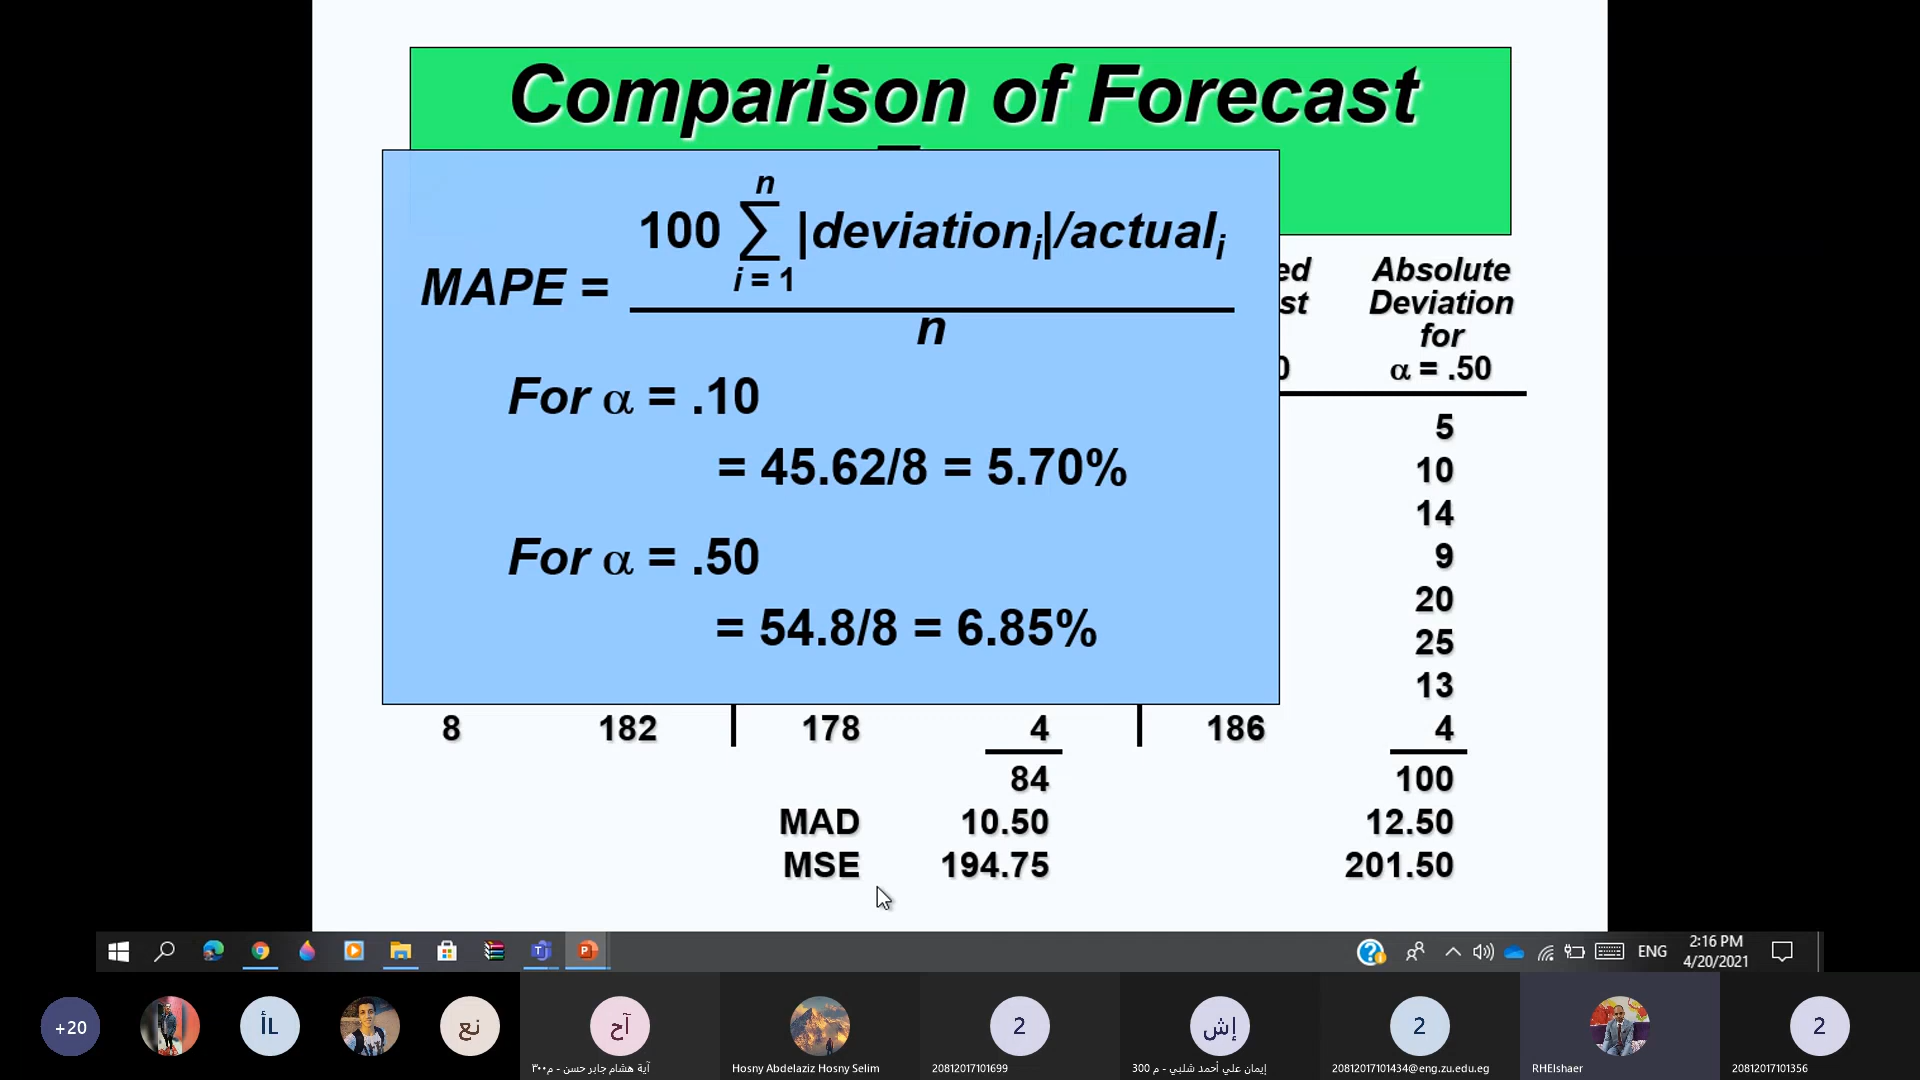 Comparison of Forecast
n
100 ∑ |deviationᵢ|/actualᵢ
i = 1
MAPE =
n
For α = .10
= 45.62/8 = 5.70%
For α = .50
= 54.8/8 = 6.85%
ed
st
0
Absolute
Deviation
for
α = .50
5
10
14
9
20
25
13
8 182 178 4 186 4
84 100
MAD 10.50 12.50
MSE 194.75 201.50
ENG
2:16 PM
4/20/2021
+20
أل
نع
آح
2
إش
2
2
آية هشام جابر حسن - م٣٠٠
Hosny Abdelaziz Hosny Selim
20812017101699
إيمان علي أحمد شلبي - م 300
20812017101434@eng.zu.edu.eg
RHElshaer
20812017101356